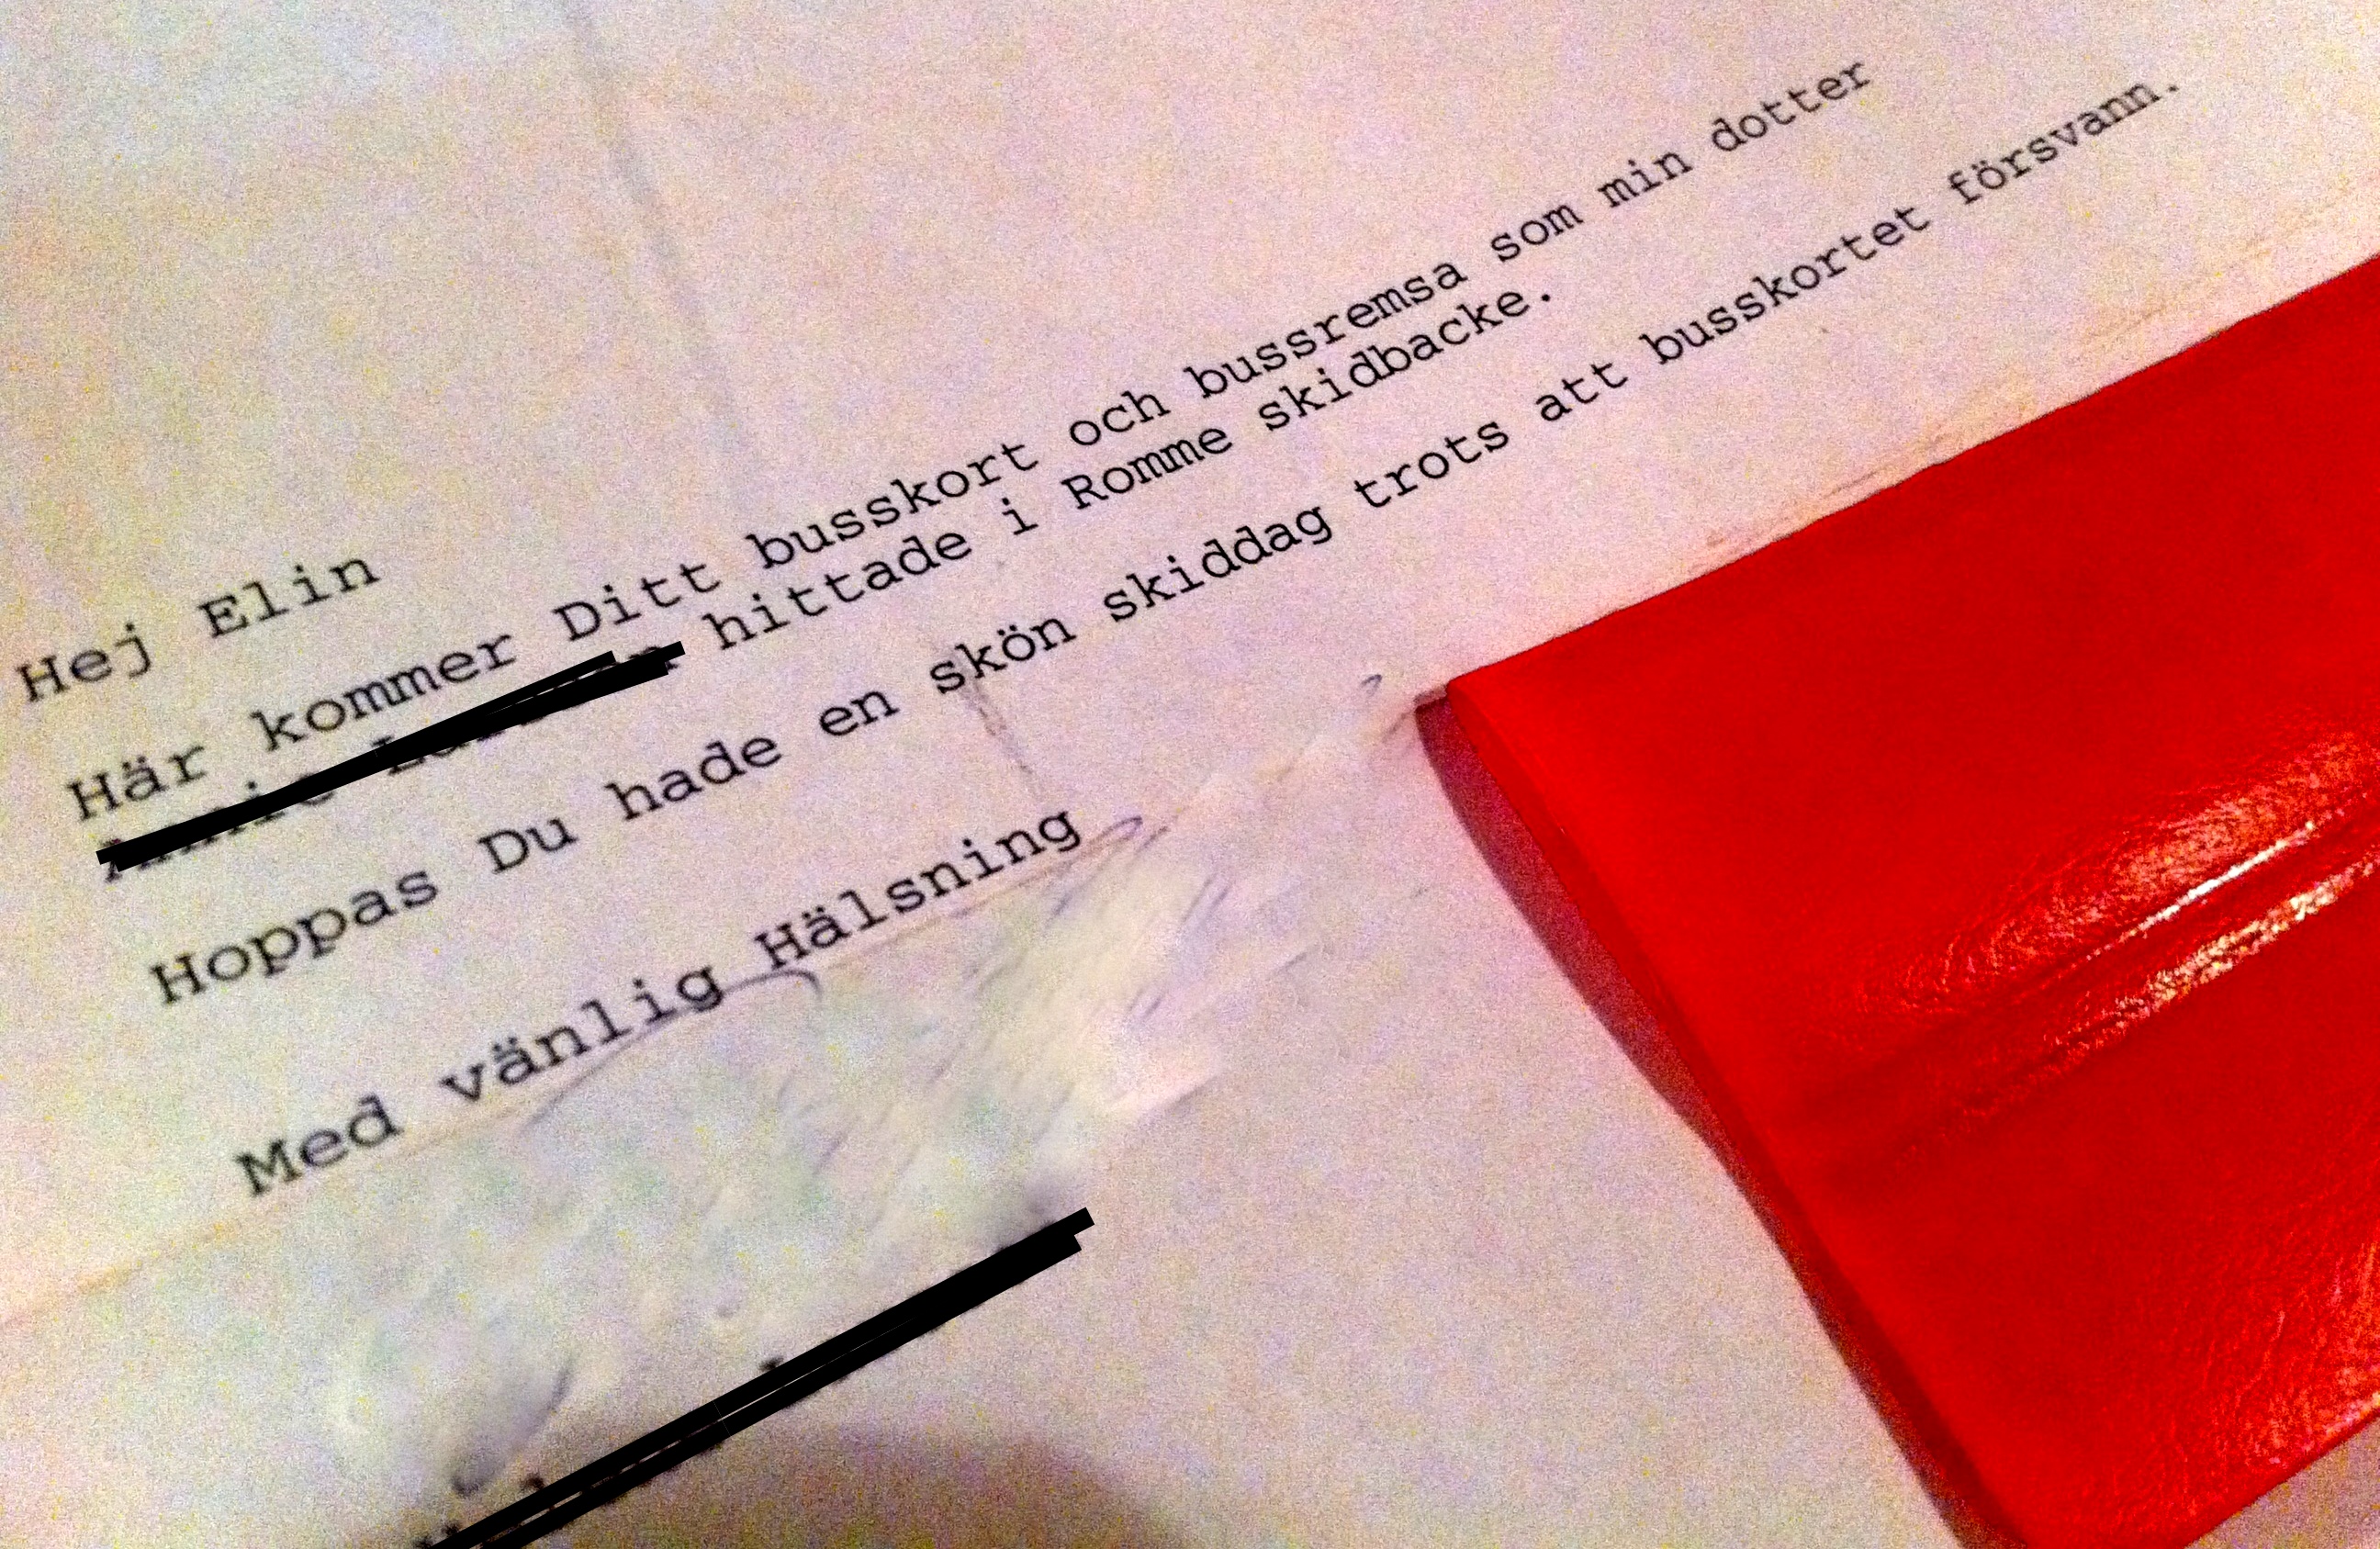 Hej Elin
Här kommer Ditt busskort och bussremsa som min dotter
hittade i Romme skidbacke.
Hoppas Du hade en skön skiddag trots att busskortet försvann.
Med vänlig Hälsning